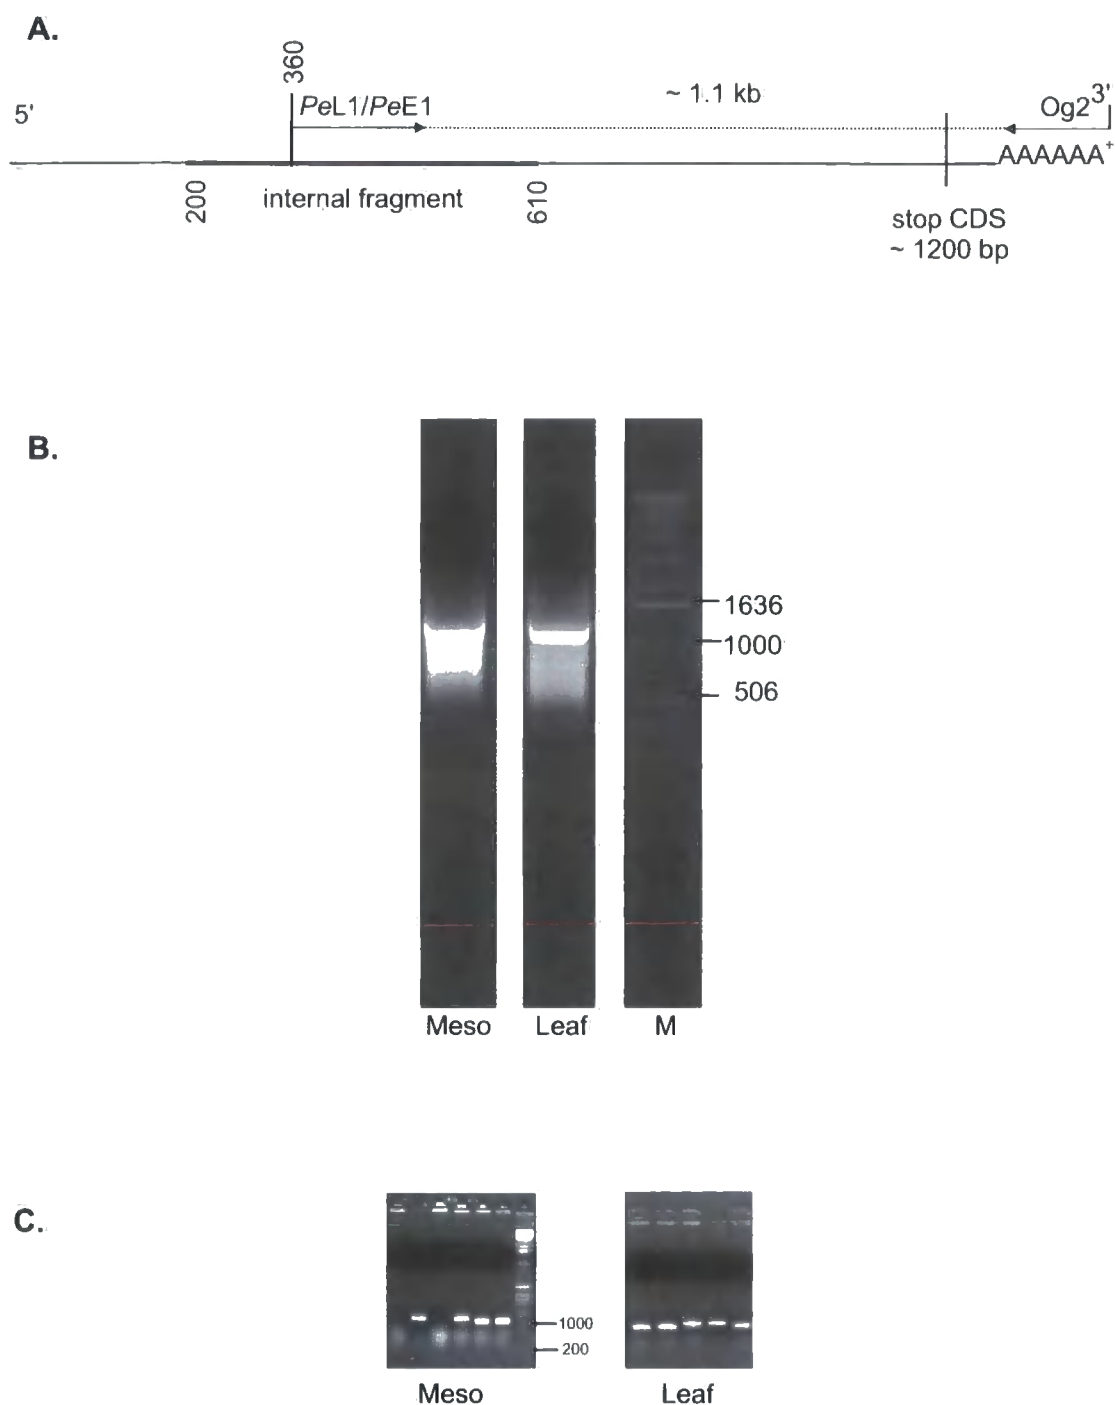 A.
5'
360
PeL1/PeE1
~ 1.1 kb
Og2
3'
AAAAAA+
200
internal fragment
610
stop CDS
~ 1200 bp
B.
1636
1000
506
Meso
Leaf
M
C.
1000
200
Meso
Leaf